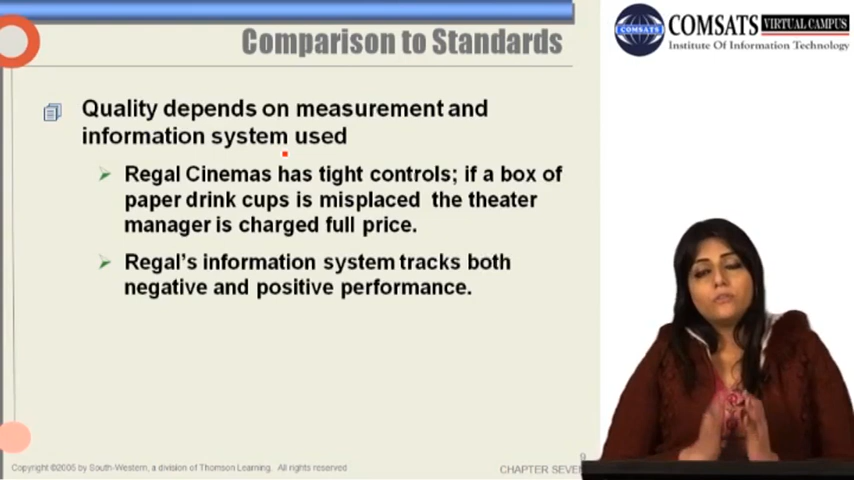 Comparison to Standards
COMSATS VIRTUAL CAMPUS
Institute Of Information Technology
COMSATS
Quality depends on measurement and
information system used
Regal Cinemas has tight controls; if a box of
paper drink cups is misplaced the theater
manager is charged full price.
Regal's information system tracks both
negative and positive performance.
9
Copyright ©2005 by South-Western, a division of Thomson Learning. All rights reserved
CHAPTER